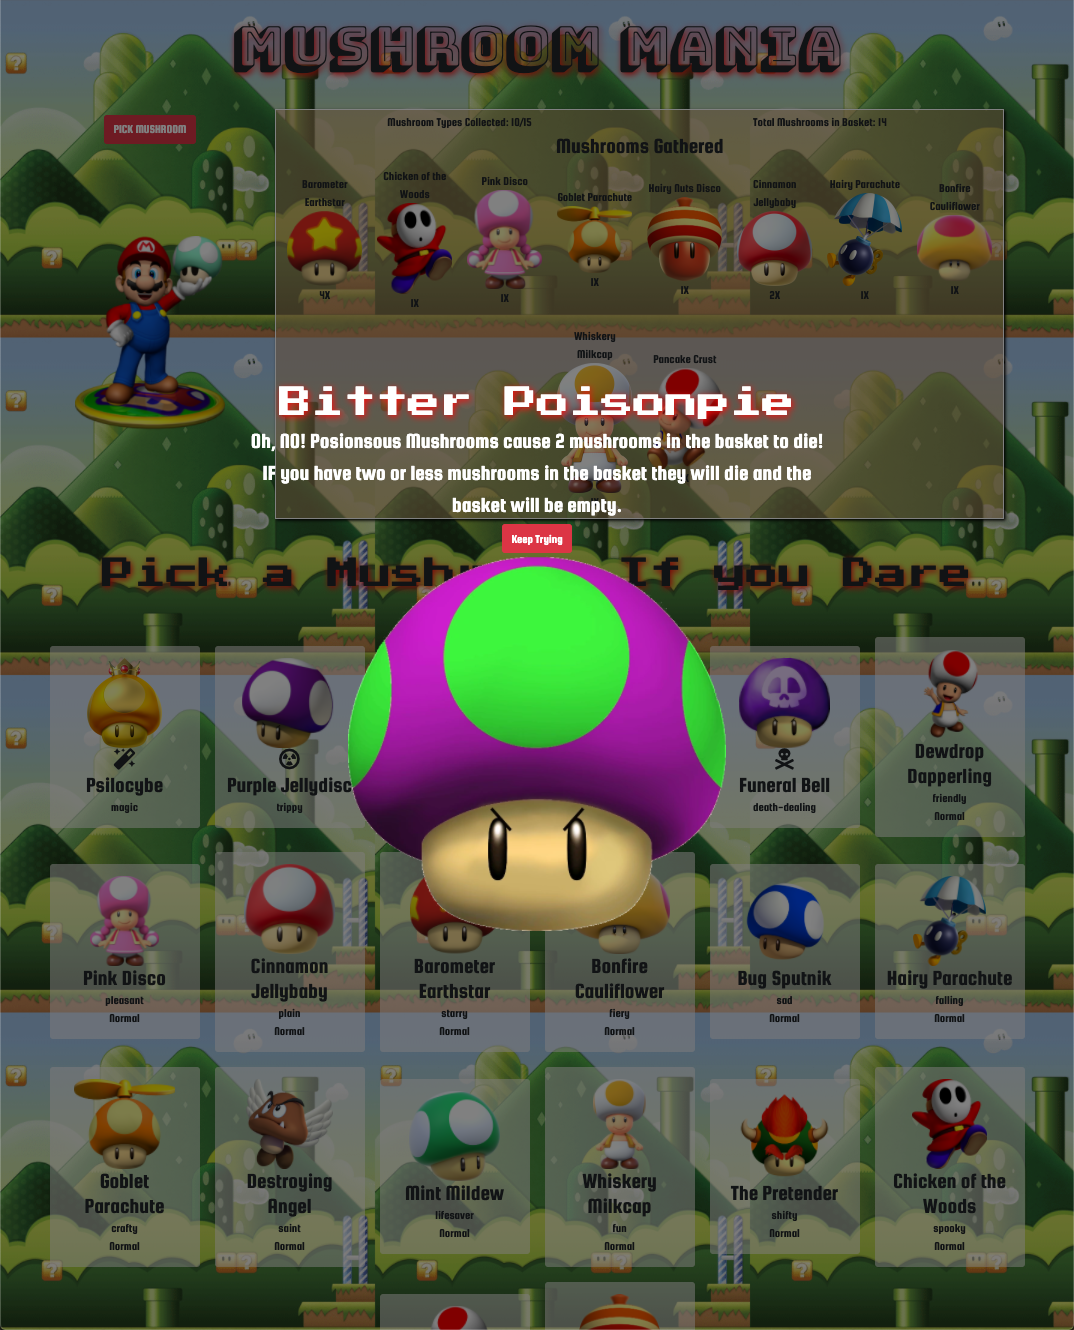 MUSHROOM MANIA
PICK MUSHROOM
Mushroom Types Collected: 10/15
Total Mushrooms in Basket: 14
Mushrooms Gathered
Barometer
Earthstar
4X
Chicken of the
Woods
1X
Pink Disco
1X
Goblet Parachute
1X
Hairy Nuts Disco
1X
Cinnamon
Jellybaby
2X
Hairy Parachute
1X
Bonfire
Cauliflower
1X
Whiskery
Milkcap
Pancake Crust
Bitter Poisonpie
Oh, NO! Posionsous Mushrooms cause 2 mushrooms in the basket to die!
IF you have two or less mushrooms in the basket they will die and the
basket will be empty.
Keep Trying
Pick a Mush
If you Dare
Psilocybe
magic
Purple Jellydisc
trippy
Funeral Bell
death-dealing
Dewdrop
Dapperling
friendly
Normal
Pink Disco
pleasant
Normal
Cinnamon
Jellybaby
plain
Normal
Barometer
Earthstar
starry
Normal
Bonfire
Cauliflower
fiery
Normal
Bug Sputnik
sad
Normal
Hairy Parachute
falling
Normal
Goblet
Parachute
crafty
Normal
Destroying
Angel
saint
Normal
Mint Mildew
lifesaver
Normal
Whiskery
Milkcap
fun
Normal
The Pretender
shifty
Normal
Chicken of the
Woods
spooky
Normal